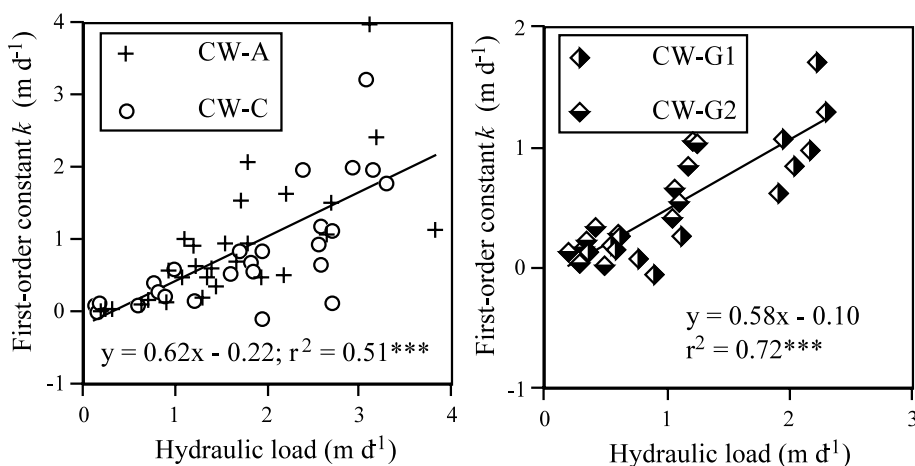 First-order constant k (m d-1)
4
3
2
1
0
-1
CW-A
CW-C
y = 0.62x - 0.22; r2 = 0.51***
0 1 2 3 4
Hydraulic load (m d-1)
First-order constant k (m d-1)
2
1
0
-1
CW-G1
CW-G2
y = 0.58x - 0.10
r2 = 0.72***
0 1 2 3
Hydraulic load (m d-1)